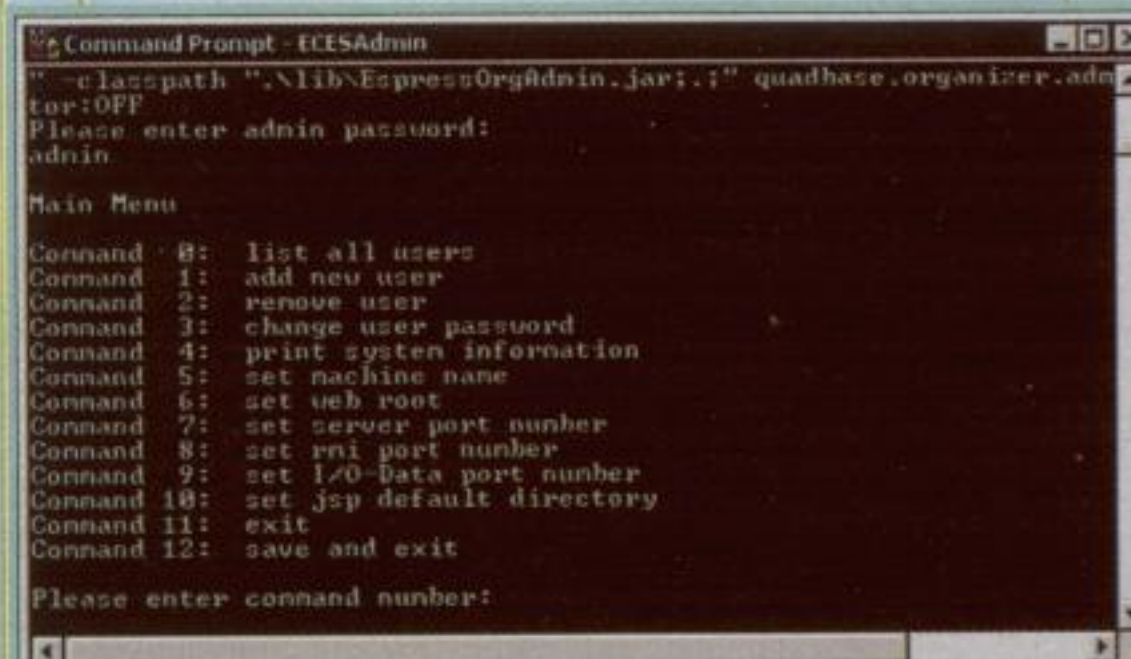 Command Prompt - ECESAdmin
" -classpath ".\lib\EspressOrgAdmin.jar;.;" quadbase.organizer.adm
tor:OFF
Please enter admin password:
admin
Main Menu
Command 0: list all users
Command 1: add new user
Command 2: remove user
Command 3: change user password
Command 4: print system information
Command 5: set machine name
Command 6: set web root
Command 7: set server port number
Command 8: set rmi port number
Command 9: set I/O-Data port number
Command 10: set jsp default directory
Command 11: exit
Command 12: save and exit
Please enter command number: